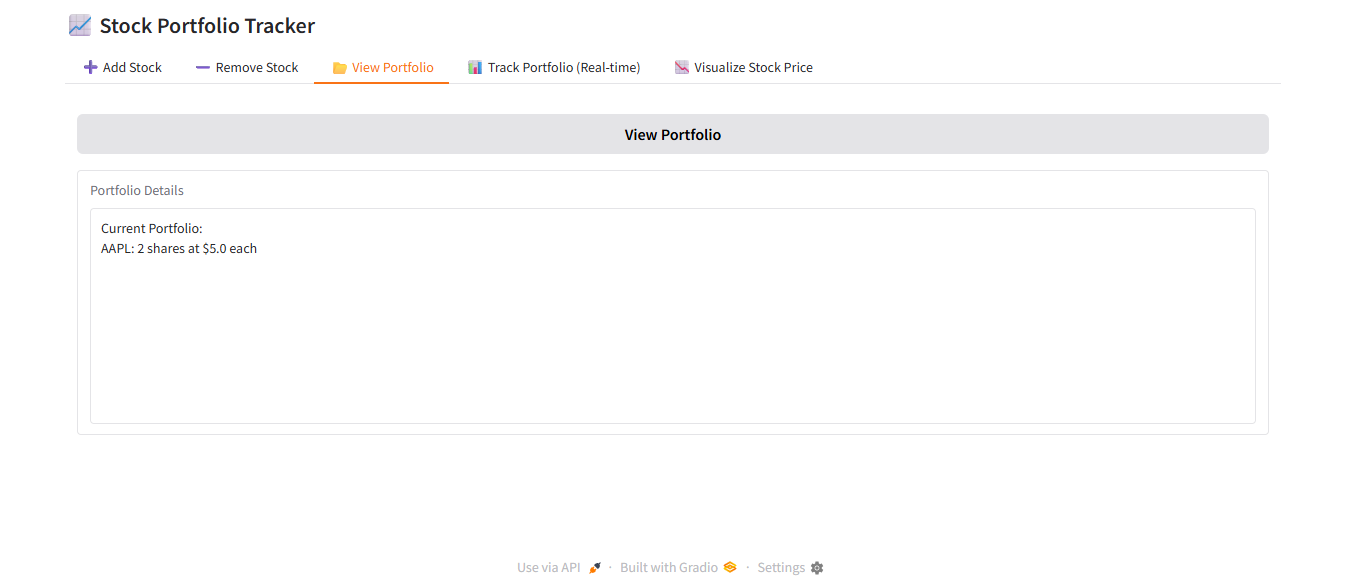 Stock Portfolio Tracker
Add Stock
Remove Stock
View Portfolio
Track Portfolio (Real-time)
Visualize Stock Price
View Portfolio
Portfolio Details
Current Portfolio:
AAPL: 2 shares at $5.0 each
Use via API · Built with Gradio · Settings